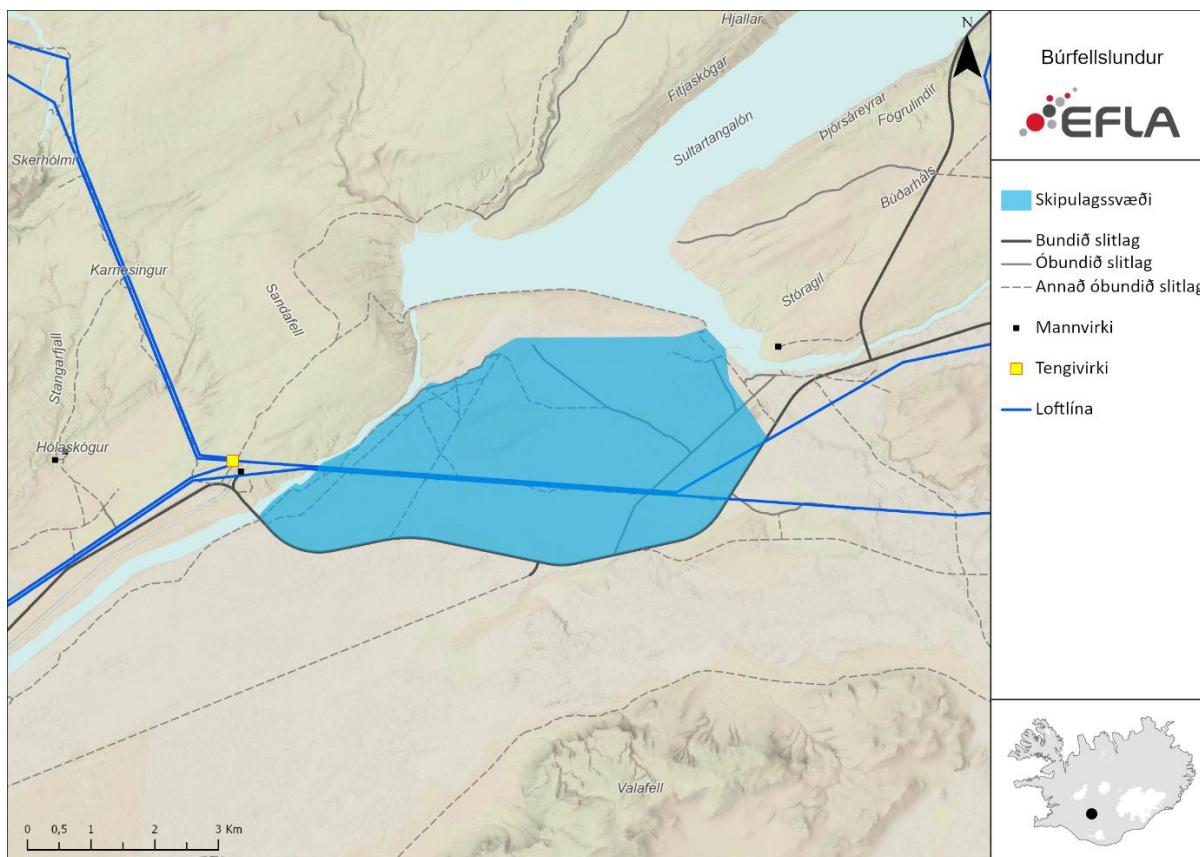 Hjallar
N
Fitjaskógar
Sultartangalón
Þjórsáreyrar
Fögrulindir
Búðarháls
Skerhólmi
Karnesingur
Sandafell
Stóragil
Stangarfjall
Hólaskógur
Valafell
0 0,5 1 2 3 Km
Búrfellslundur
EFLA
Skipulagssvæði
Bundið slitlag
Óbundið slitlag
Annað óbundið slitlag
Mannvirki
Tengivirki
Loftlína